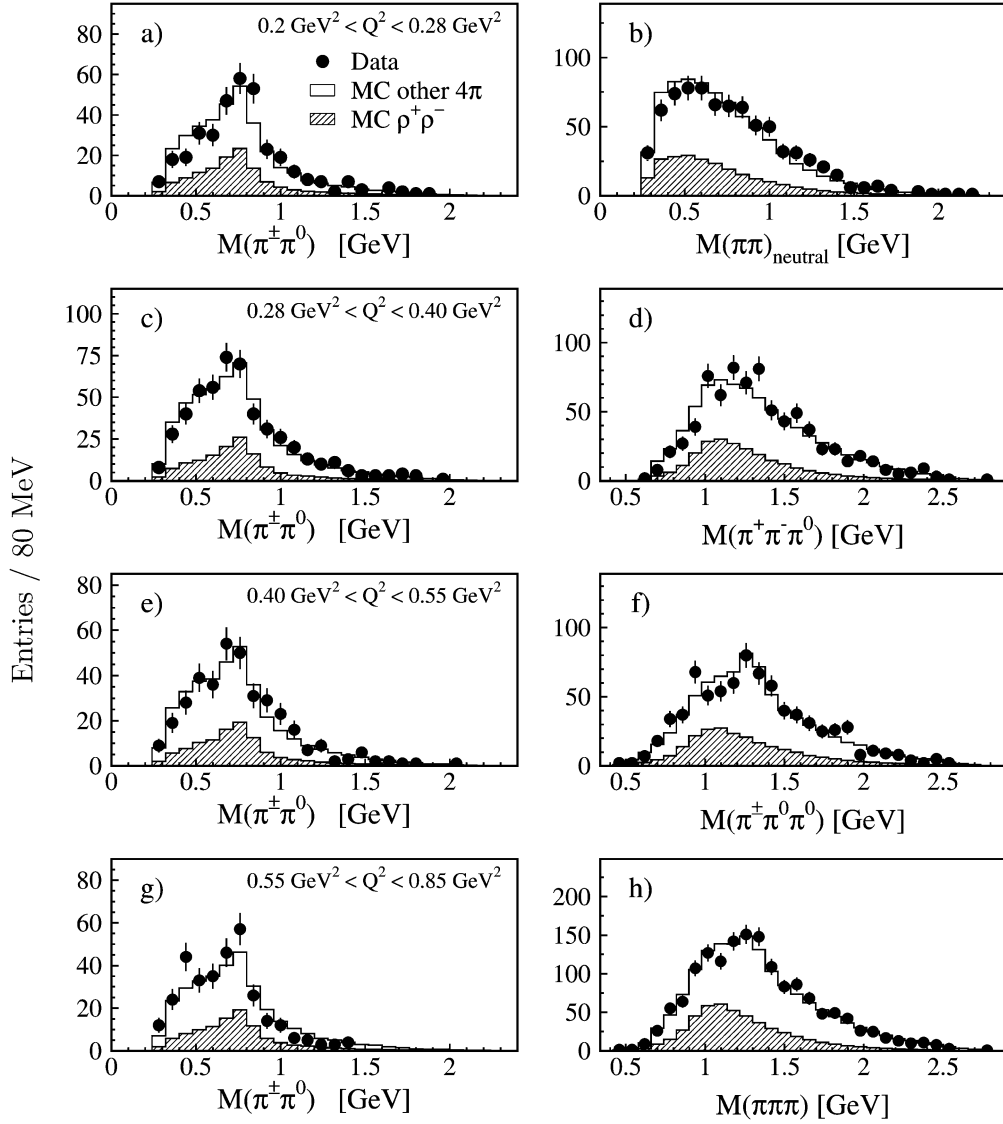 a)
0.2 GeV² < Q² < 0.28 GeV²
Data
MC other 4π
MC ρ⁺ρ⁻
80
60
40
20
0
0 0.5 1 1.5 2
M(π±π⁰) [GeV]
b)
100
50
0
0 0.5 1 1.5 2
M(ππ)neutral [GeV]
Entries / 80 MeV
c)
0.28 GeV² < Q² < 0.40 GeV²
100
75
50
25
0
0 0.5 1 1.5 2
M(π±π⁰) [GeV]
d)
100
50
0
0.5 1 1.5 2 2.5
M(π⁺π⁻π⁰) [GeV]
e)
0.40 GeV² < Q² < 0.55 GeV²
80
60
40
20
0
0 0.5 1 1.5 2
M(π±π⁰) [GeV]
f)
100
50
0
0.5 1 1.5 2 2.5
M(π±π⁰π⁰) [GeV]
g)
0.55 GeV² < Q² < 0.85 GeV²
80
60
40
20
0
0 0.5 1 1.5 2
M(π±π⁰) [GeV]
h)
200
150
100
50
0
0.5 1 1.5 2 2.5
M(πππ) [GeV]